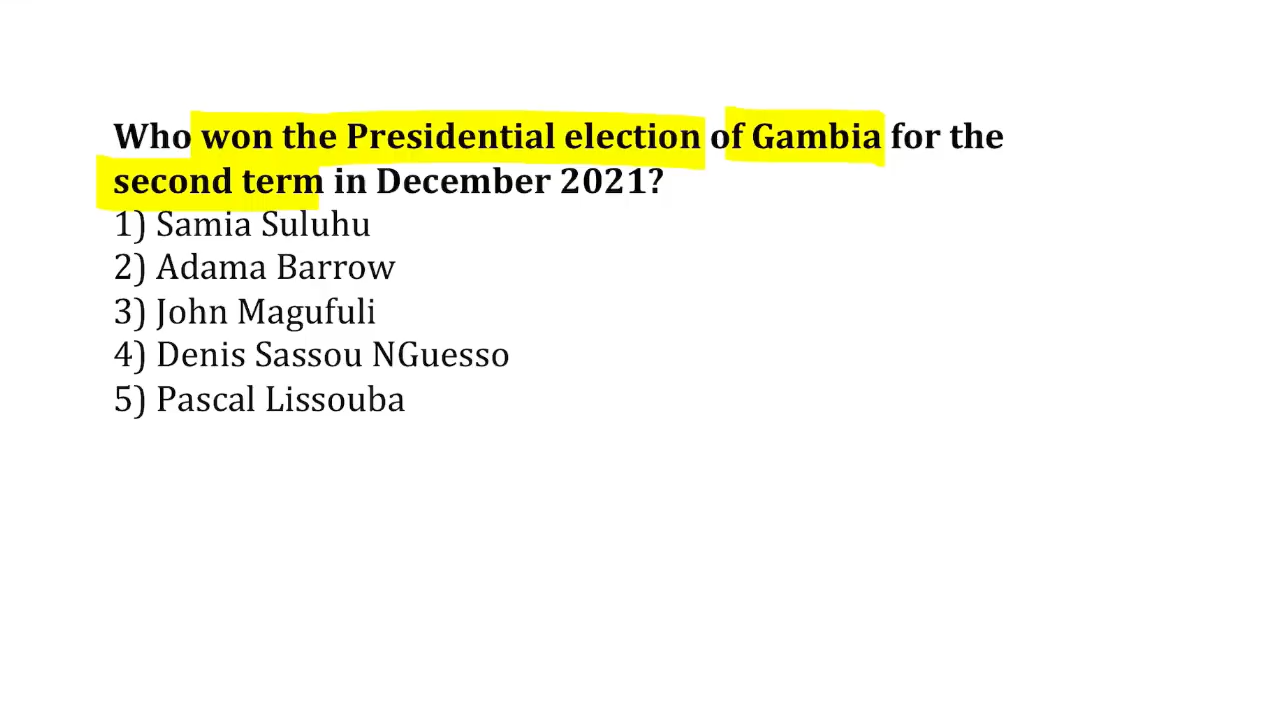 Who won the Presidential election of Gambia for the
second term in December 2021?
1) Samia Suluhu
2) Adama Barrow
3) John Magufuli
4) Denis Sassou NGuesso
5) Pascal Lissouba